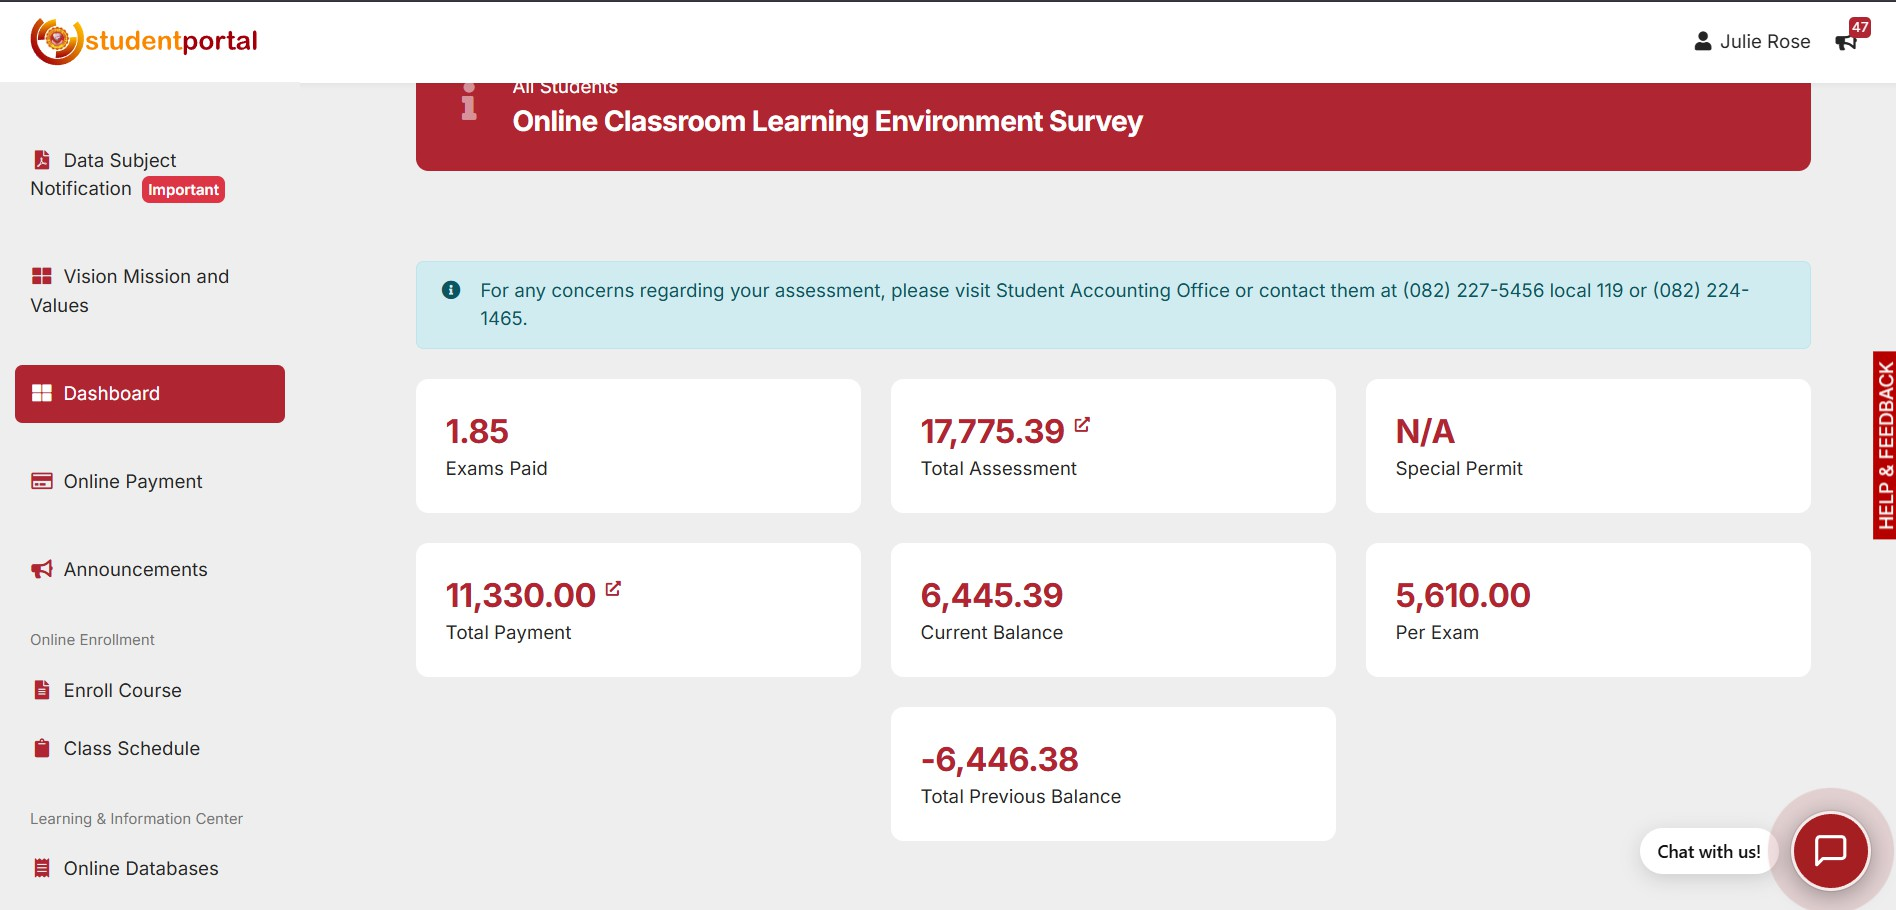 studentportal
Julie Rose
47
All Students
Online Classroom Learning Environment Survey
Data Subject
Notification Important
Vision Mission and
Values
Dashboard
Online Payment
Announcements
Online Enrollment
Enroll Course
Class Schedule
Learning & Information Center
Online Databases
For any concerns regarding your assessment, please visit Student Accounting Office or contact them at (082) 227-5456 local 119 or (082) 224-
1465.
1.85
Exams Paid
17,775.39
Total Assessment
N/A
Special Permit
11,330.00
Total Payment
6,445.39
Current Balance
5,610.00
Per Exam
-6,446.38
Total Previous Balance
HELP & FEEDBACK
Chat with us!